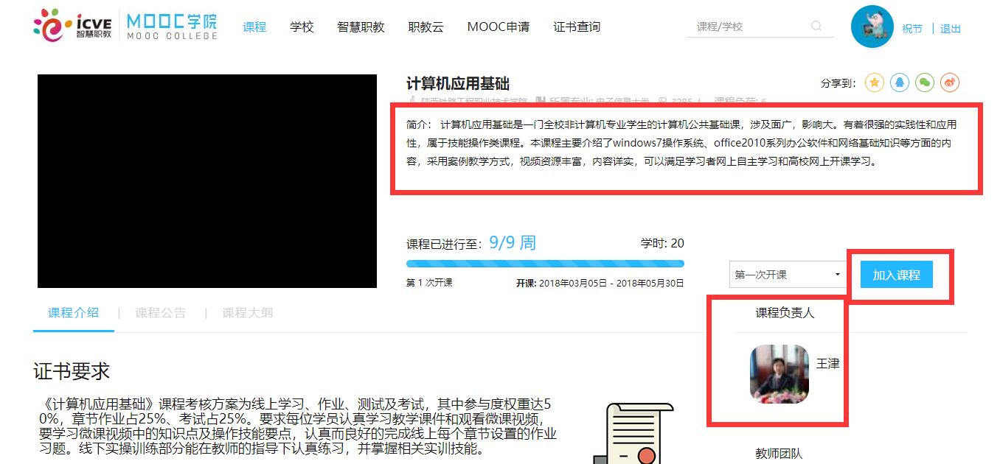 icve 智慧职教 MOOC学院 MOOC COLLEGE
课程 学校 智慧职教 职教云 MOOC申请 证书查询
课程/学校
祝节 | 退出
计算机应用基础
分享到：
陕西铁路工程职业技术学院 所属专业: 电子信息大类 3285 人 课程负荷: 6
简介： 计算机应用基础是一门全校非计算机专业学生的计算机公共基础课，涉及面广，影响大。有着很强的实践性和应用
性，属于技能操作类课程。本课程主要介绍了windows7操作系统、office2010系列办公软件和网络基础知识等方面的内
容，采用案例教学方式，视频资源丰富，内容详实，可以满足学习者网上自主学习和高校网上开课学习。
课程已进行至： 9/9 周 学时: 20
第 1 次开课 开课: 2018年03月05日 - 2018年05月30日
第一次开课
加入课程
课程介绍 | 课程公告 | 课程大纲
课程负责人
王津
证书要求
《计算机应用基础》课程考核方案为线上学习、作业、测试及考试，其中参与度权重达5
0%，章节作业占25%、考试占25%。要求每位学员认真学习教学课件和观看微课视频，
要学习微课视频中的知识点及操作技能要点，认真而良好的完成线上每个章节设置的作业
习题。线下实操训练部分能在教师的指导下认真练习，并掌握相关实训技能。
教师团队